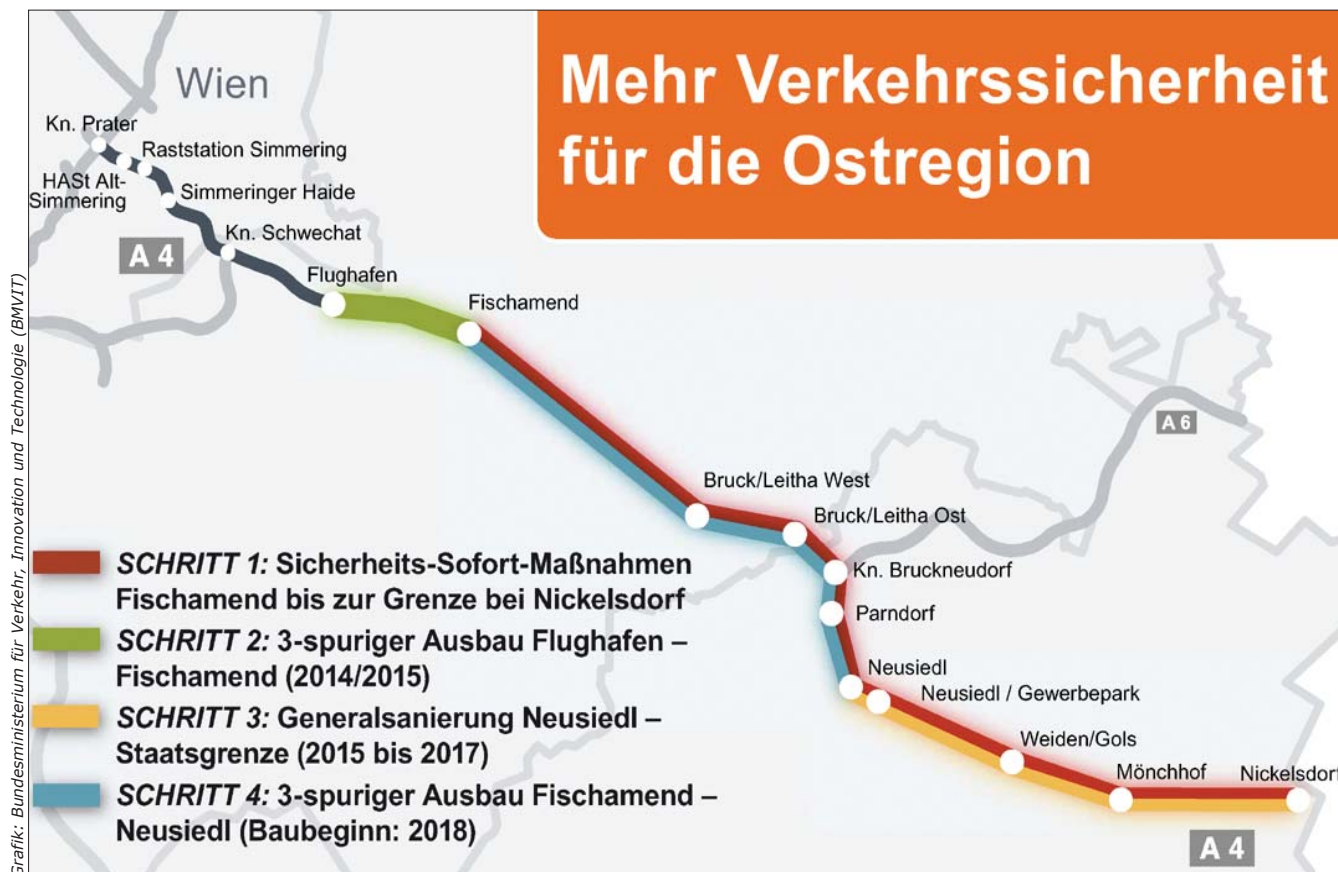 Mehr Verkehrssicherheit
für die Ostregion
Wien
Kn. Prater
Raststation Simmering
HASt Alt-
Simmering
Simmeringer Haide
Kn. Schwechat
A 4
Flughafen
Fischamend
A 6
Bruck/Leitha West
Bruck/Leitha Ost
Kn. Bruckneudorf
Parndorf
Neusiedl
Neusiedl / Gewerbepark
Weiden/Gols
Mönchhof
Nickelsdorf
A 4
SCHRITT 1: Sicherheits-Sofort-Maßnahmen
Fischamend bis zur Grenze bei Nickelsdorf
SCHRITT 2: 3-spuriger Ausbau Flughafen –
Fischamend (2014/2015)
SCHRITT 3: Generalsanierung Neusiedl –
Staatsgrenze (2015 bis 2017)
SCHRITT 4: 3-spuriger Ausbau Fischamend –
Neusiedl (Baubeginn: 2018)
Grafik: Bundesministerium für Verkehr, Innovation und Technologie (BMVIT)